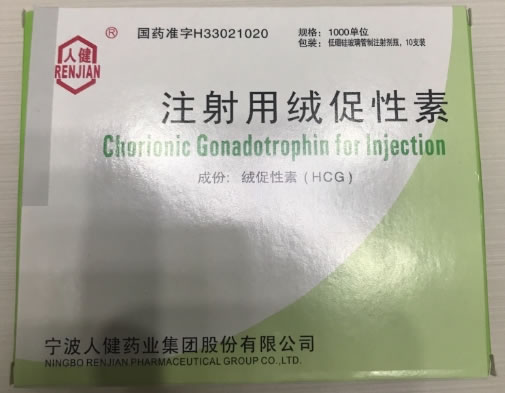 人健
RENJIAN
®
国药准字H33021020
规格：1000单位
包装：低硼硅玻璃管制注射剂瓶，10支装
注射用绒促性素
Chorionic Gonadotrophin for Injection
成份：绒促性素（HCG）
宁波人健药业集团股份有限公司
NINGBO RENJIAN PHARMACEUTICAL GROUP CO.,LTD.